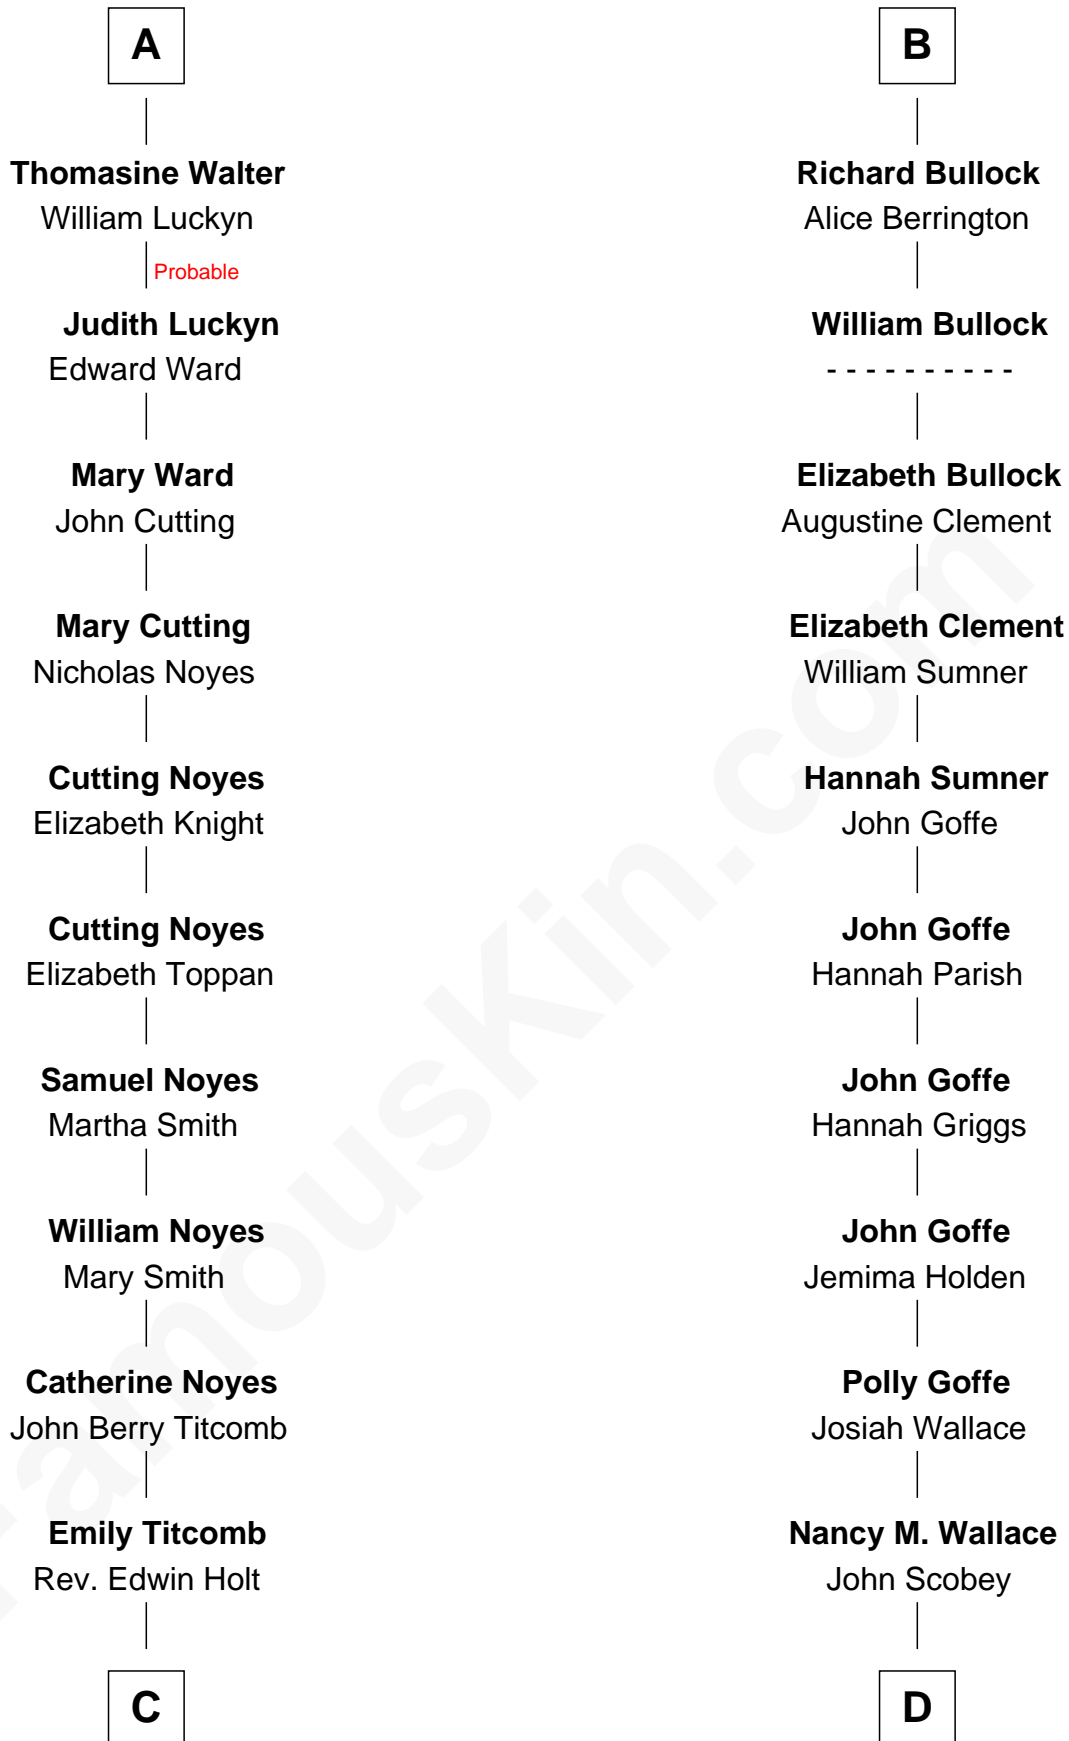 A
Thomasine Walter
William Luckyn
Probable
Judith Luckyn
Edward Ward
Mary Ward
John Cutting
Mary Cutting
Nicholas Noyes
Cutting Noyes
Elizabeth Knight
Cutting Noyes
Elizabeth Toppan
Samuel Noyes
Martha Smith
William Noyes
Mary Smith
Catherine Noyes
John Berry Titcomb
Emily Titcomb
Rev. Edwin Holt
C
B
Richard Bullock
Alice Berrington
William Bullock
- - - - - - - - - -
Elizabeth Bullock
Augustine Clement
Elizabeth Clement
William Sumner
Hannah Sumner
John Goffe
John Goffe
Hannah Parish
John Goffe
Hannah Griggs
John Goffe
Jemima Holden
Polly Goffe
Josiah Wallace
Nancy M. Wallace
John Scobey
D
FamousKin.com